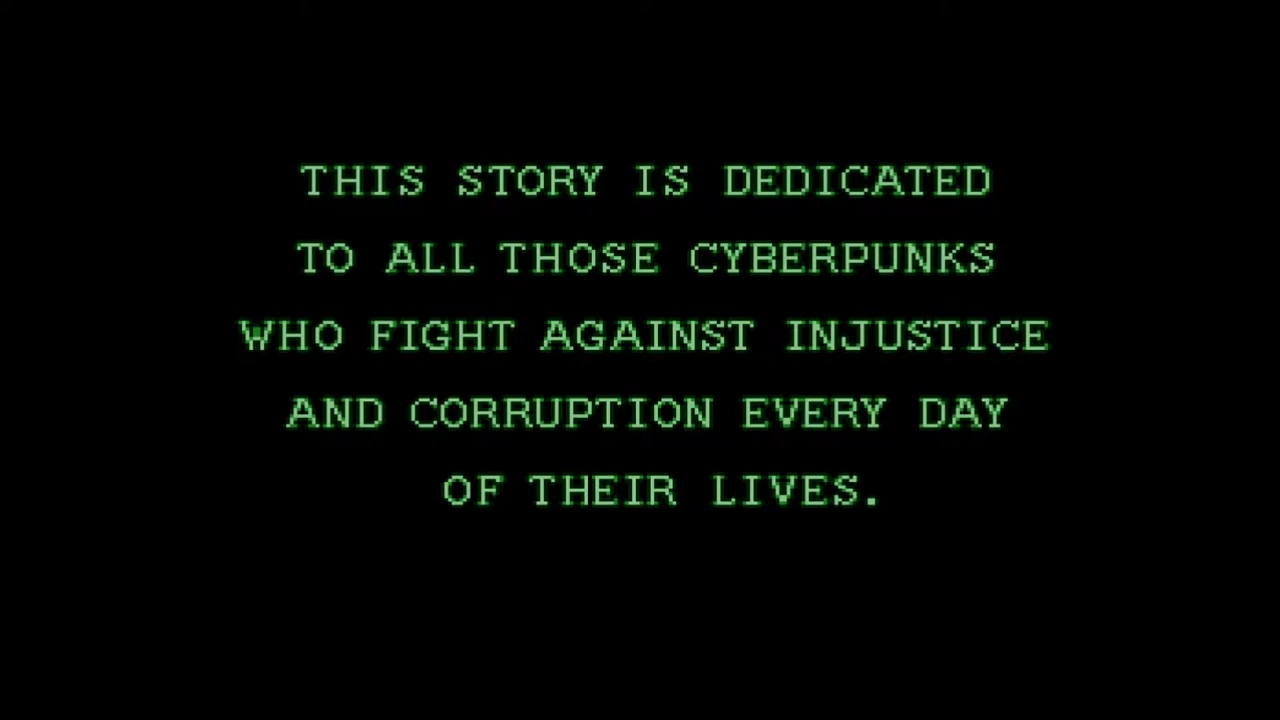 THIS STORY IS DEDICATED
TO ALL THOSE CYBERPUNKS
WHO FIGHT AGAINST INJUSTICE
AND CORRUPTION EVERY DAY
OF THEIR LIVES.